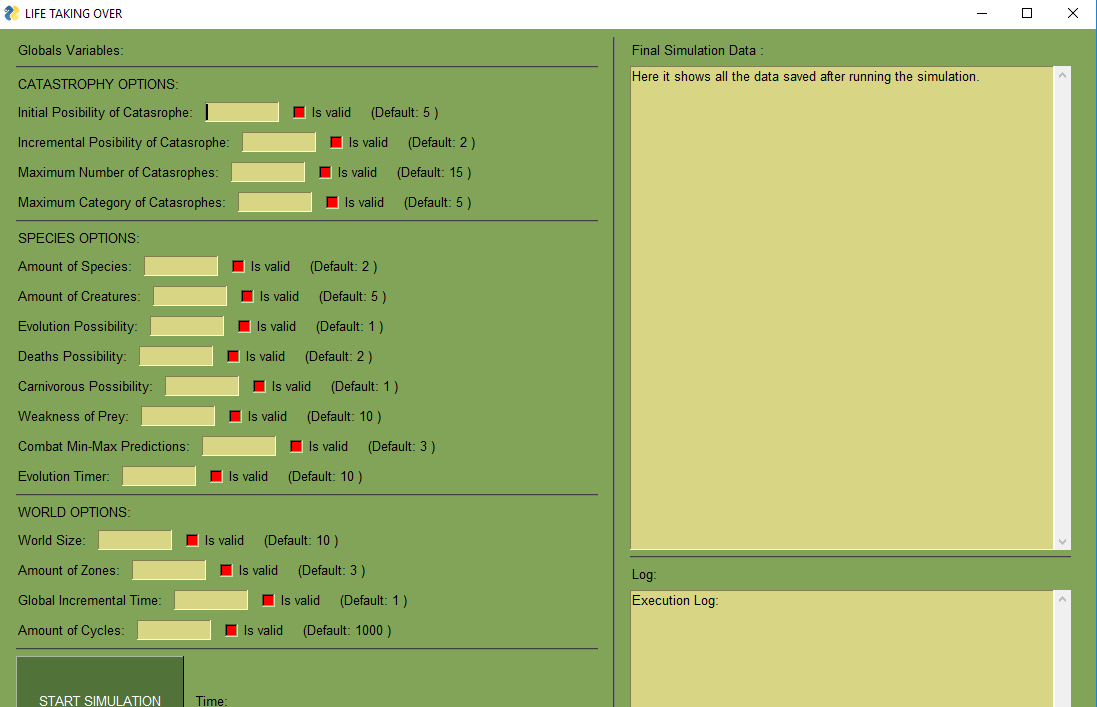 LIFE TAKING OVER
Globals Variables:
CATASTROPHY OPTIONS:
Initial Posibility of Catasrophe: Is valid (Default: 5 )
Incremental Posibility of Catasrophe: Is valid (Default: 2 )
Maximum Number of Catasrophes: Is valid (Default: 15 )
Maximum Category of Catasrophes: Is valid (Default: 5 )
SPECIES OPTIONS:
Amount of Species: Is valid (Default: 2 )
Amount of Creatures: Is valid (Default: 5 )
Evolution Possibility: Is valid (Default: 1 )
Deaths Possibility: Is valid (Default: 2 )
Carnivorous Possibility: Is valid (Default: 1 )
Weakness of Prey: Is valid (Default: 10 )
Combat Min-Max Predictions: Is valid (Default: 3 )
Evolution Timer: Is valid (Default: 10 )
WORLD OPTIONS:
World Size: Is valid (Default: 10 )
Amount of Zones: Is valid (Default: 3 )
Global Incremental Time: Is valid (Default: 1 )
Amount of Cycles: Is valid (Default: 1000 )
START SIMULATION Time:
Final Simulation Data :
Here it shows all the data saved after running the simulation.
Log:
Execution Log: